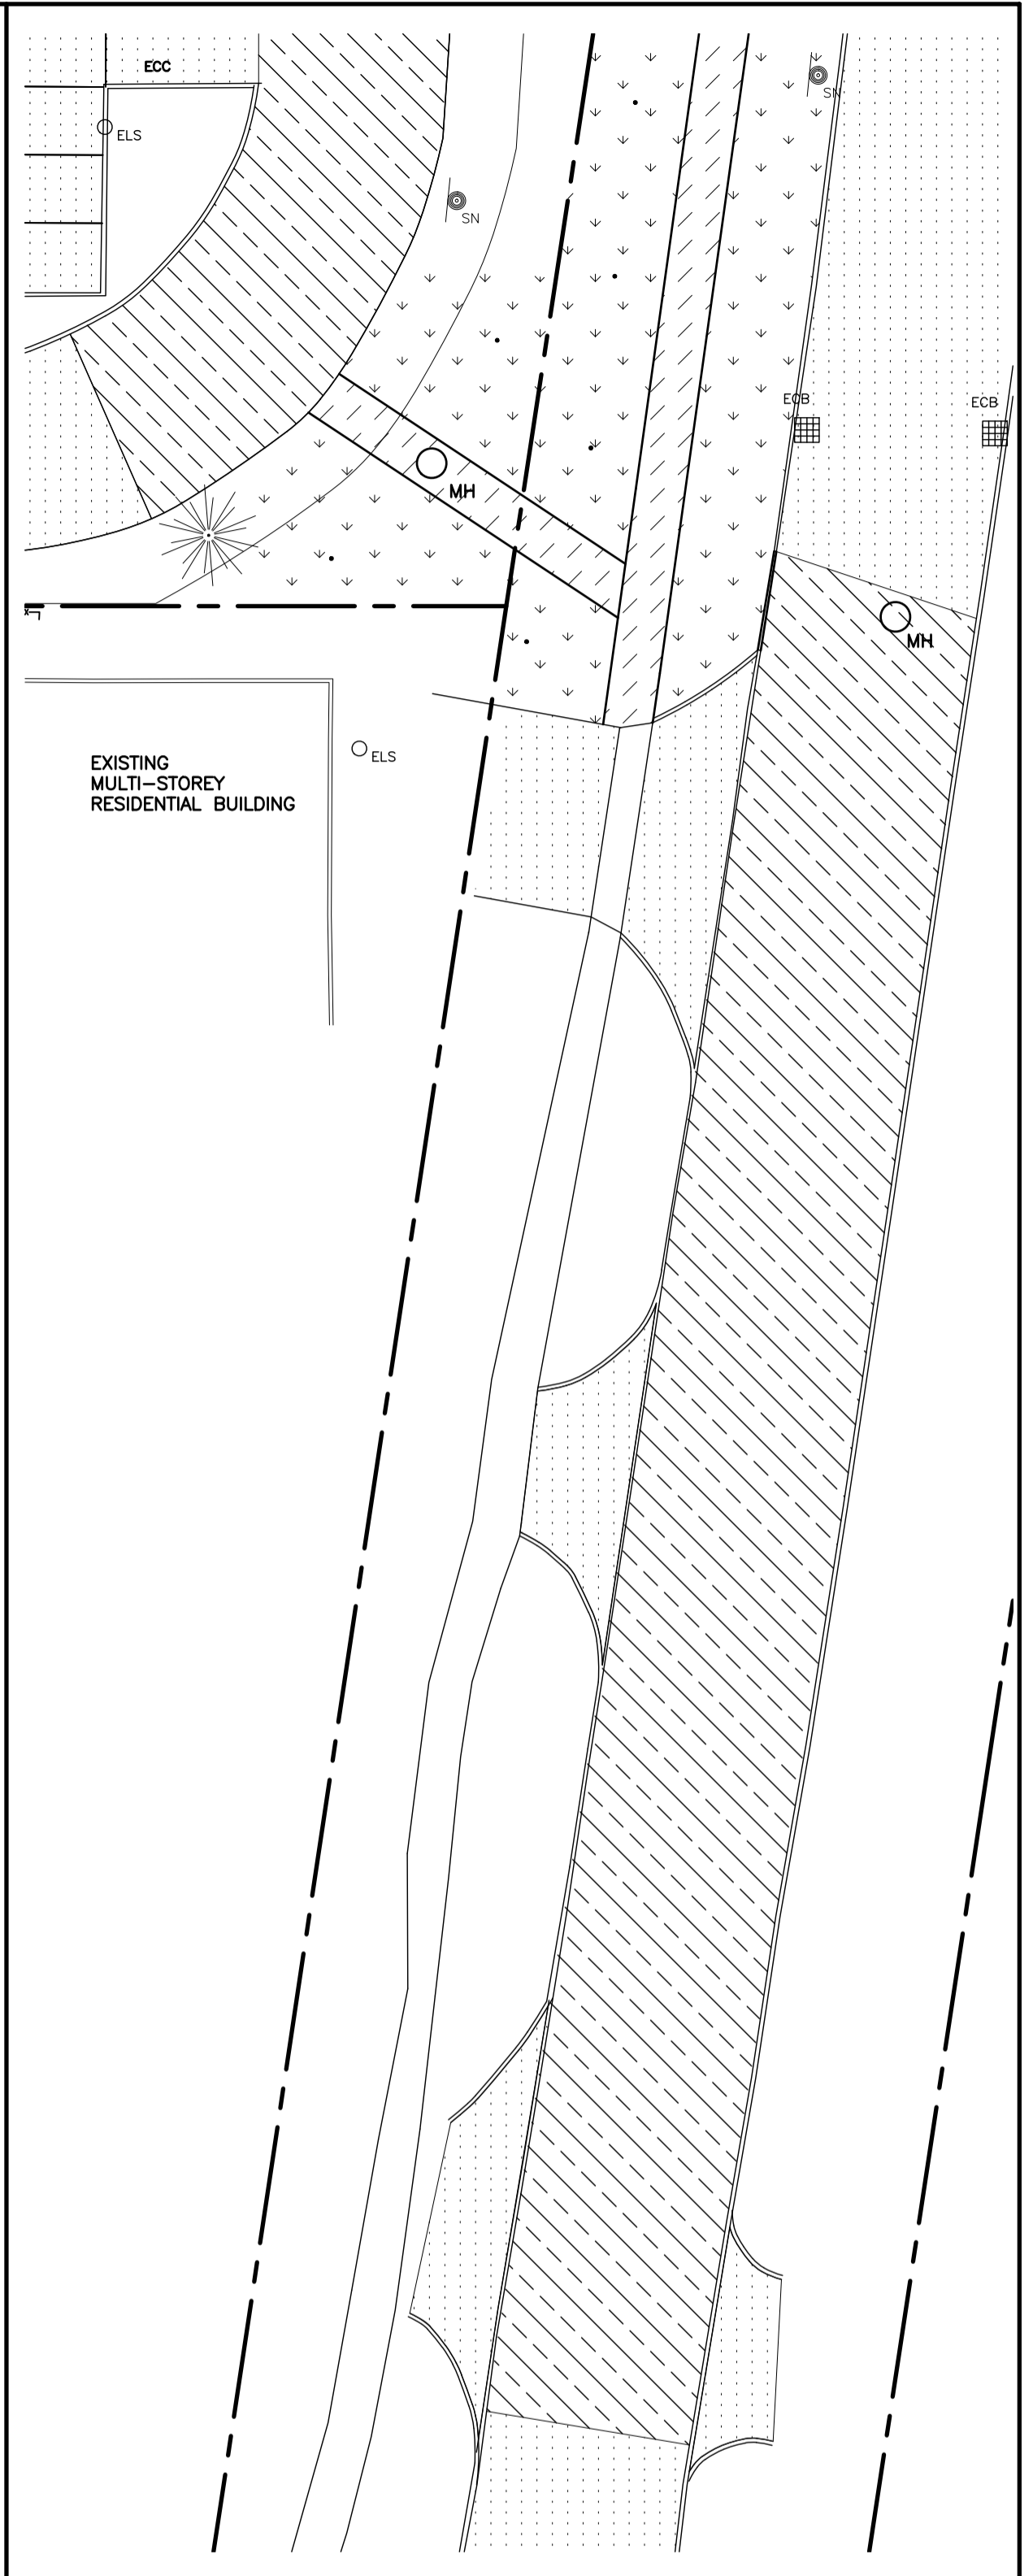 ECC
SN
ELS
SN
ECB
ECB
MH
MH
EXISTING
MULTI-STOREY
RESIDENTIAL BUILDING
ELS